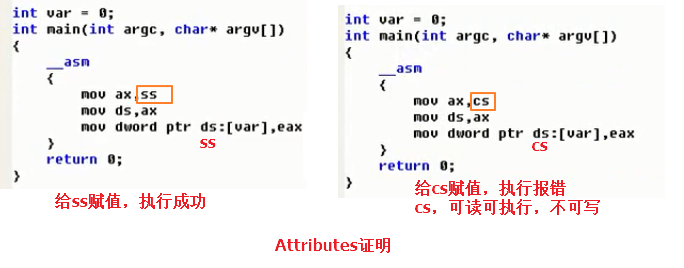 int var = 0;
int main(int argc, char* argv[])
{
__asm
{
mov ax,ss
mov ds,ax
mov dword ptr ds:[var],eax
ss
}
return 0;
}
给ss赋值，执行成功
int var = 0;
int main(int argc, char* argv[])
{
__asm
{
mov ax,cs
mov ds,ax
mov dword ptr ds:[var],eax
cs
}
return 0;
}
给cs赋值，执行报错
cs，可读可执行，不可写
Attributes证明